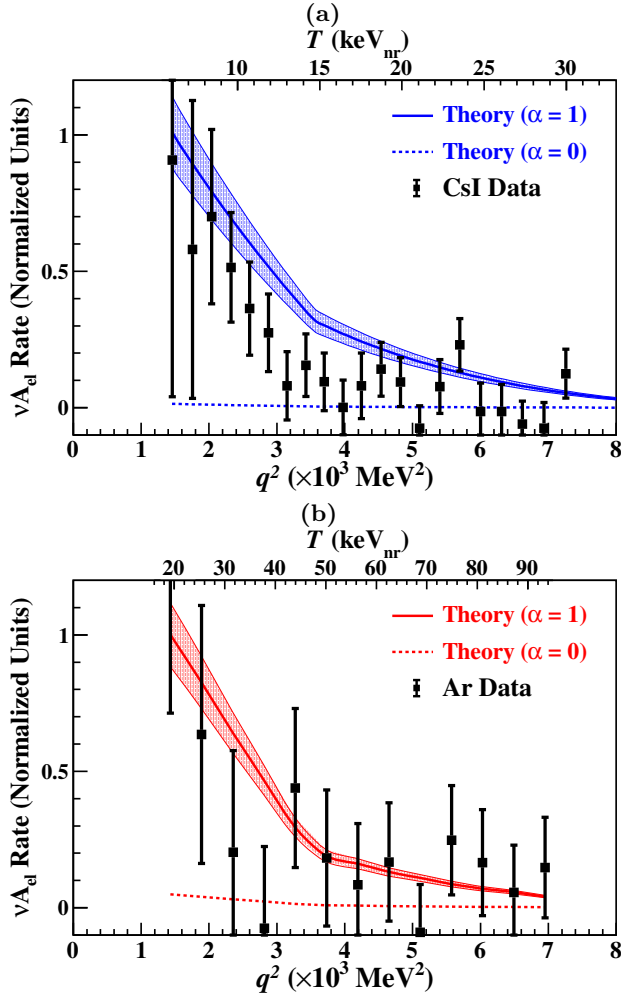 (a)
T (keVnr)
10 15 20 25 30
νAel Rate (Normalized Units)
1
0.5
0
Theory (α = 1)
Theory (α = 0)
CsI Data
0 1 2 3 4 5 6 7 8
q² (×10³ MeV²)
(b)
T (keVnr)
20 30 40 50 60 70 80 90
νAel Rate (Normalized Units)
1
0.5
0
Theory (α = 1)
Theory (α = 0)
Ar Data
0 1 2 3 4 5 6 7 8
q² (×10³ MeV²)